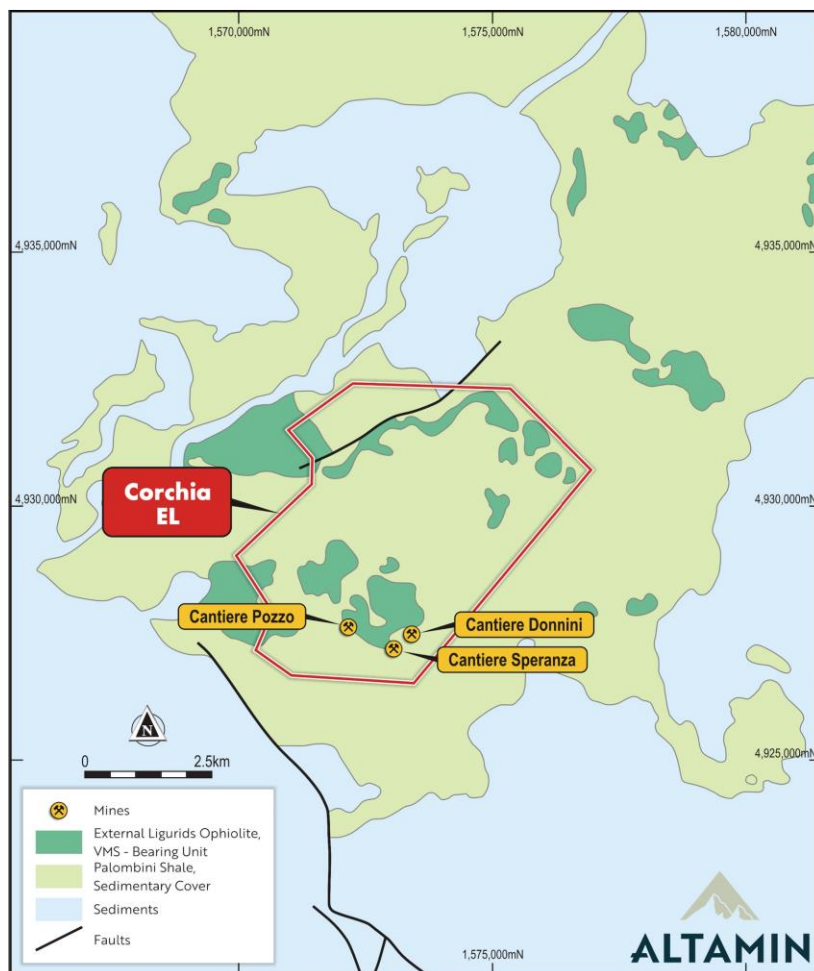 1,570,000mN
1,575,000mN
1,580,000mN
4,935,000mN
4,935,000mN
Corchia
EL
4,930,000mN
4,930,000mN
Cantiere Pozzo
Cantiere Donnini
Cantiere Speranza
N
0
2.5km
4,925,000mN
Mines
External Ligurids Ophiolite,
VMS - Bearing Unit
Palombini Shale,
Sedimentary Cover
Sediments
Faults
1,575,000mN
ALTAMIN